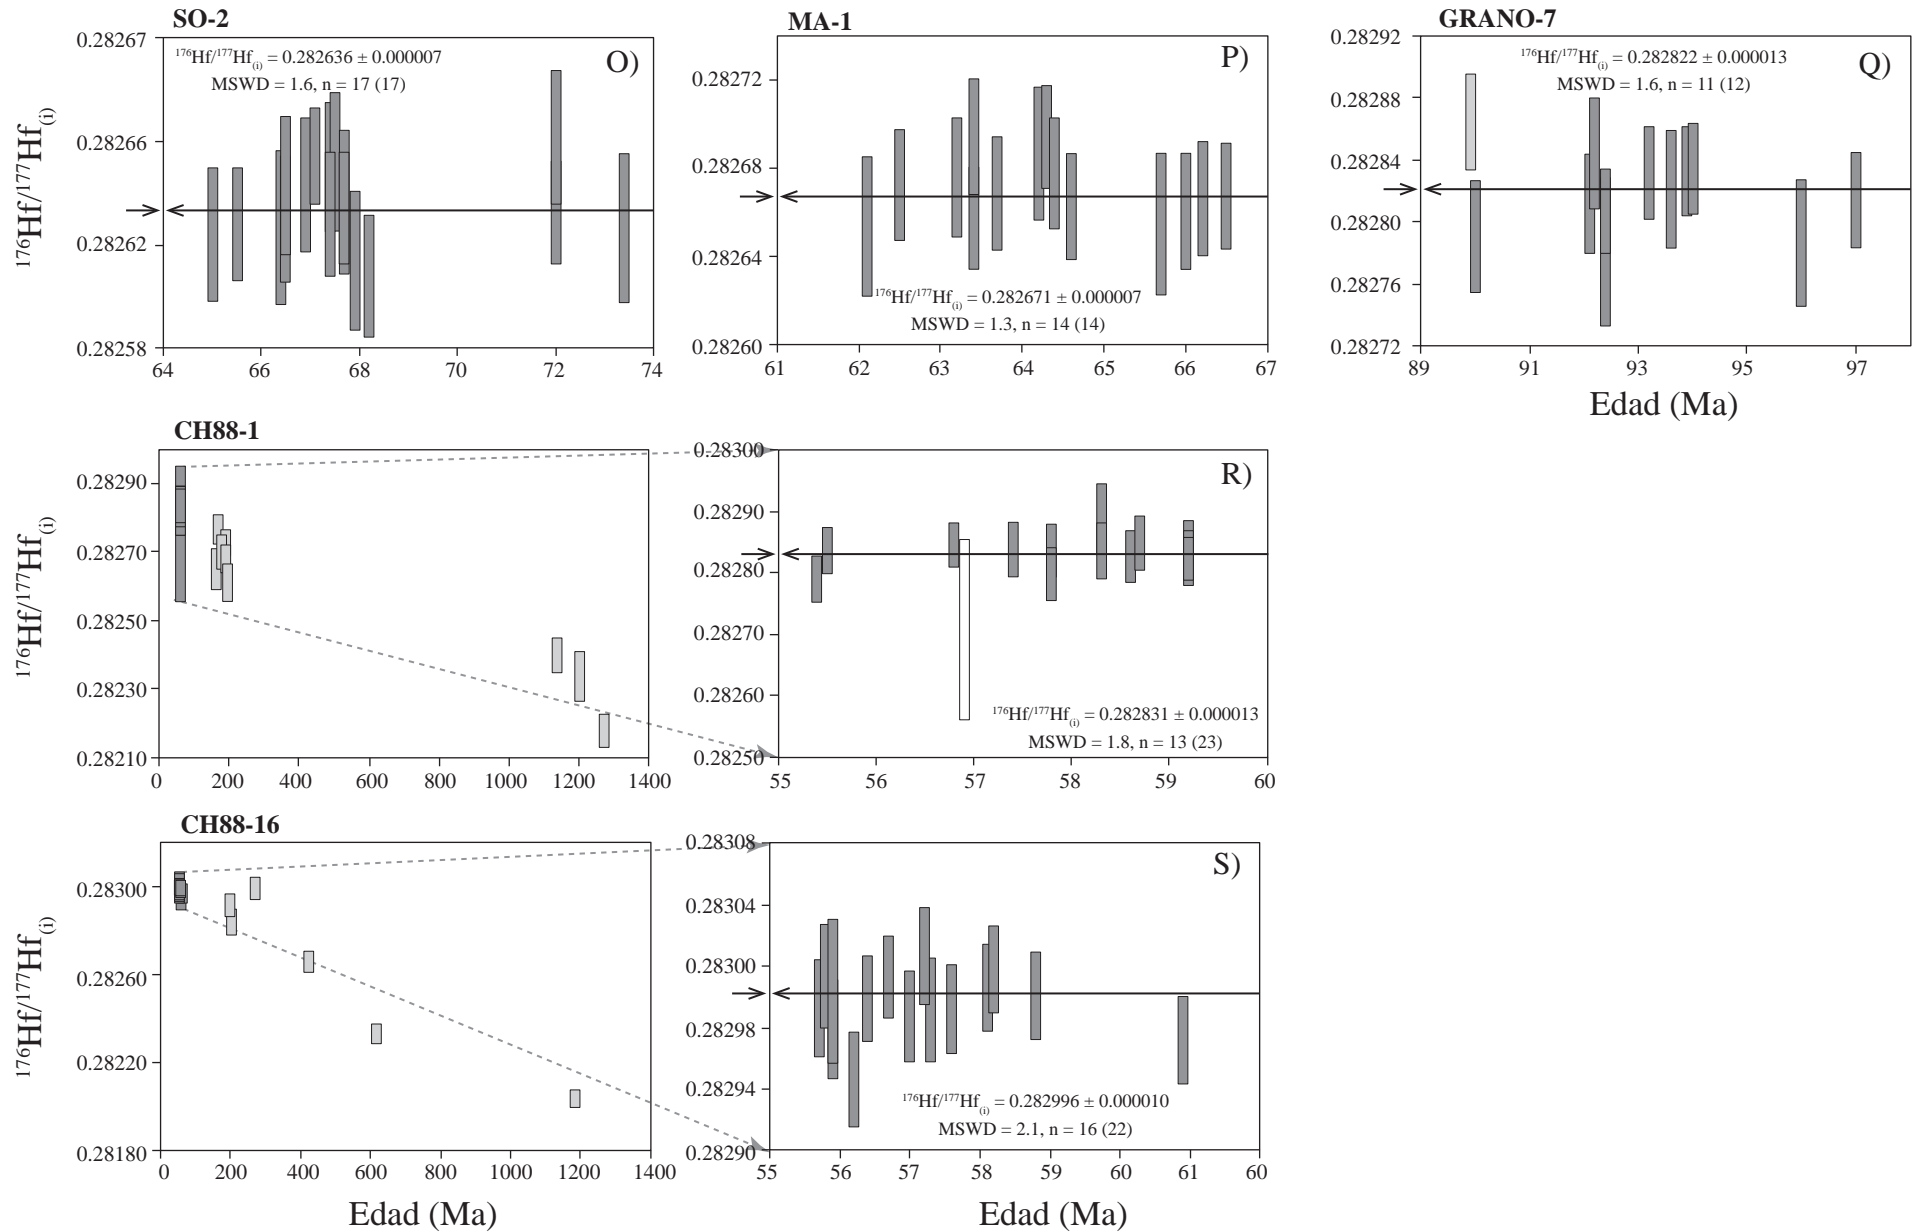 SO-2
MA-1
GRANO-7
176Hf/177Hf(i)
0.28267
0.28266
0.28262
0.28258
176Hf/177Hf(i) = 0.282636 ± 0.000007
MSWD = 1.6, n = 17 (17)
O)
64 66 68 70 72 74
0.28272
0.28268
0.28264
0.28260
P)
176Hf/177Hf(i) = 0.282671 ± 0.000007
MSWD = 1.3, n = 14 (14)
61 62 63 64 65 66 67
0.28292
0.28288
0.28284
0.28280
0.28276
0.28272
176Hf/177Hf(i) = 0.282822 ± 0.000013
MSWD = 1.6, n = 11 (12)
Q)
89 91 93 95 97
Edad (Ma)
CH88-1
176Hf/177Hf(i)
0.28290
0.28270
0.28250
0.28230
0.28210
0 200 400 600 800 1000 1200 1400
0.28300
0.28290
0.28280
0.28270
0.28260
0.28250
R)
176Hf/177Hf(i) = 0.282831 ± 0.000013
MSWD = 1.8, n = 13 (23)
55 56 57 58 59 60
CH88-16
176Hf/177Hf(i)
0.28300
0.28260
0.28220
0.28180
0 200 400 600 800 1000 1200 1400
Edad (Ma)
0.28308
0.28304
0.28300
0.28298
0.28294
0.28290
S)
176Hf/177Hf(i) = 0.282996 ± 0.000010
MSWD = 2.1, n = 16 (22)
55 56 57 58 59 60 61 60
Edad (Ma)